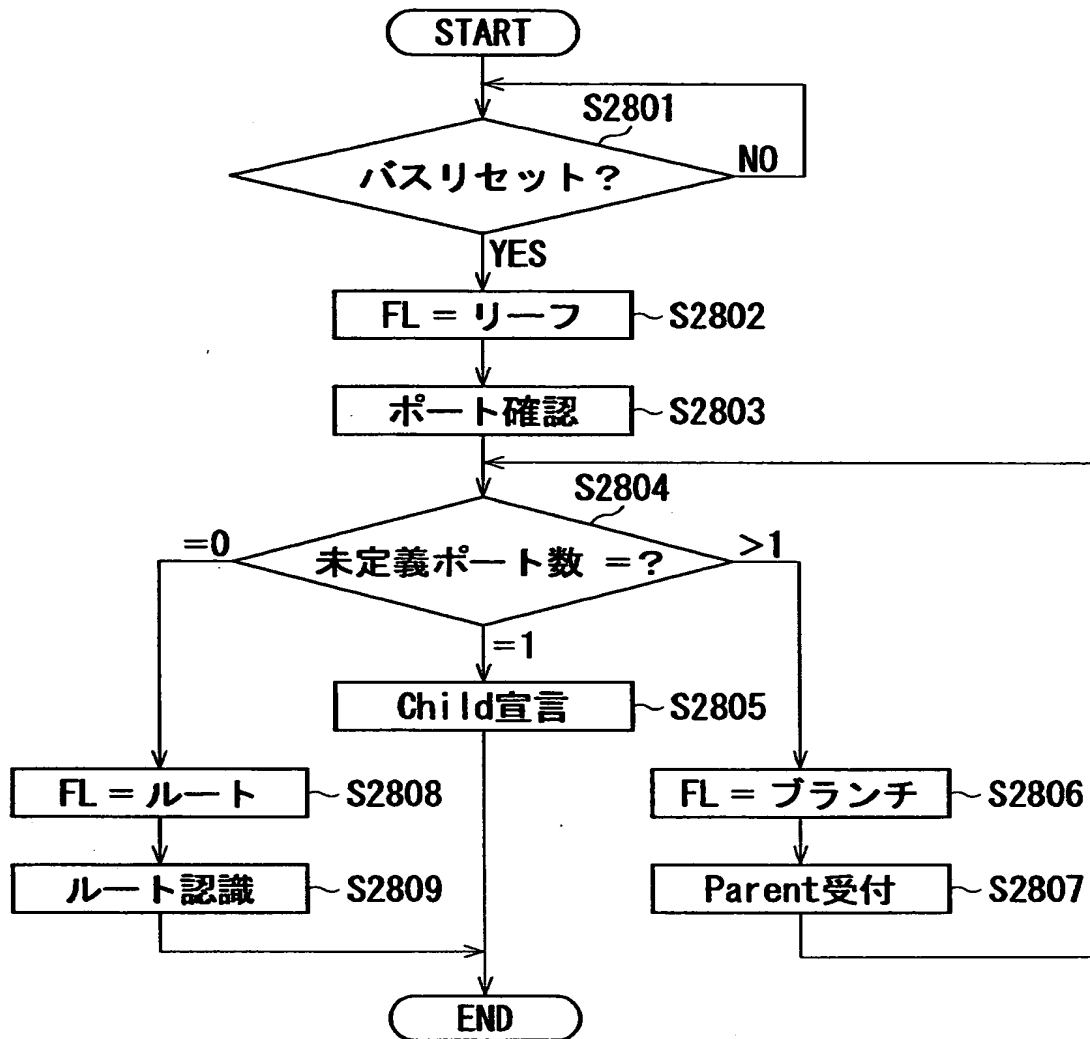 START
S2801
バスリセット?
NO
YES
FL = リーフ
S2802
ポート確認
S2803
S2804
=0
未定義ポート数 =?
>1
=1
Child宣言
S2805
FL = ルート
S2808
FL = ブランチ
S2806
ルート認識
S2809
Parent受付
S2807
END